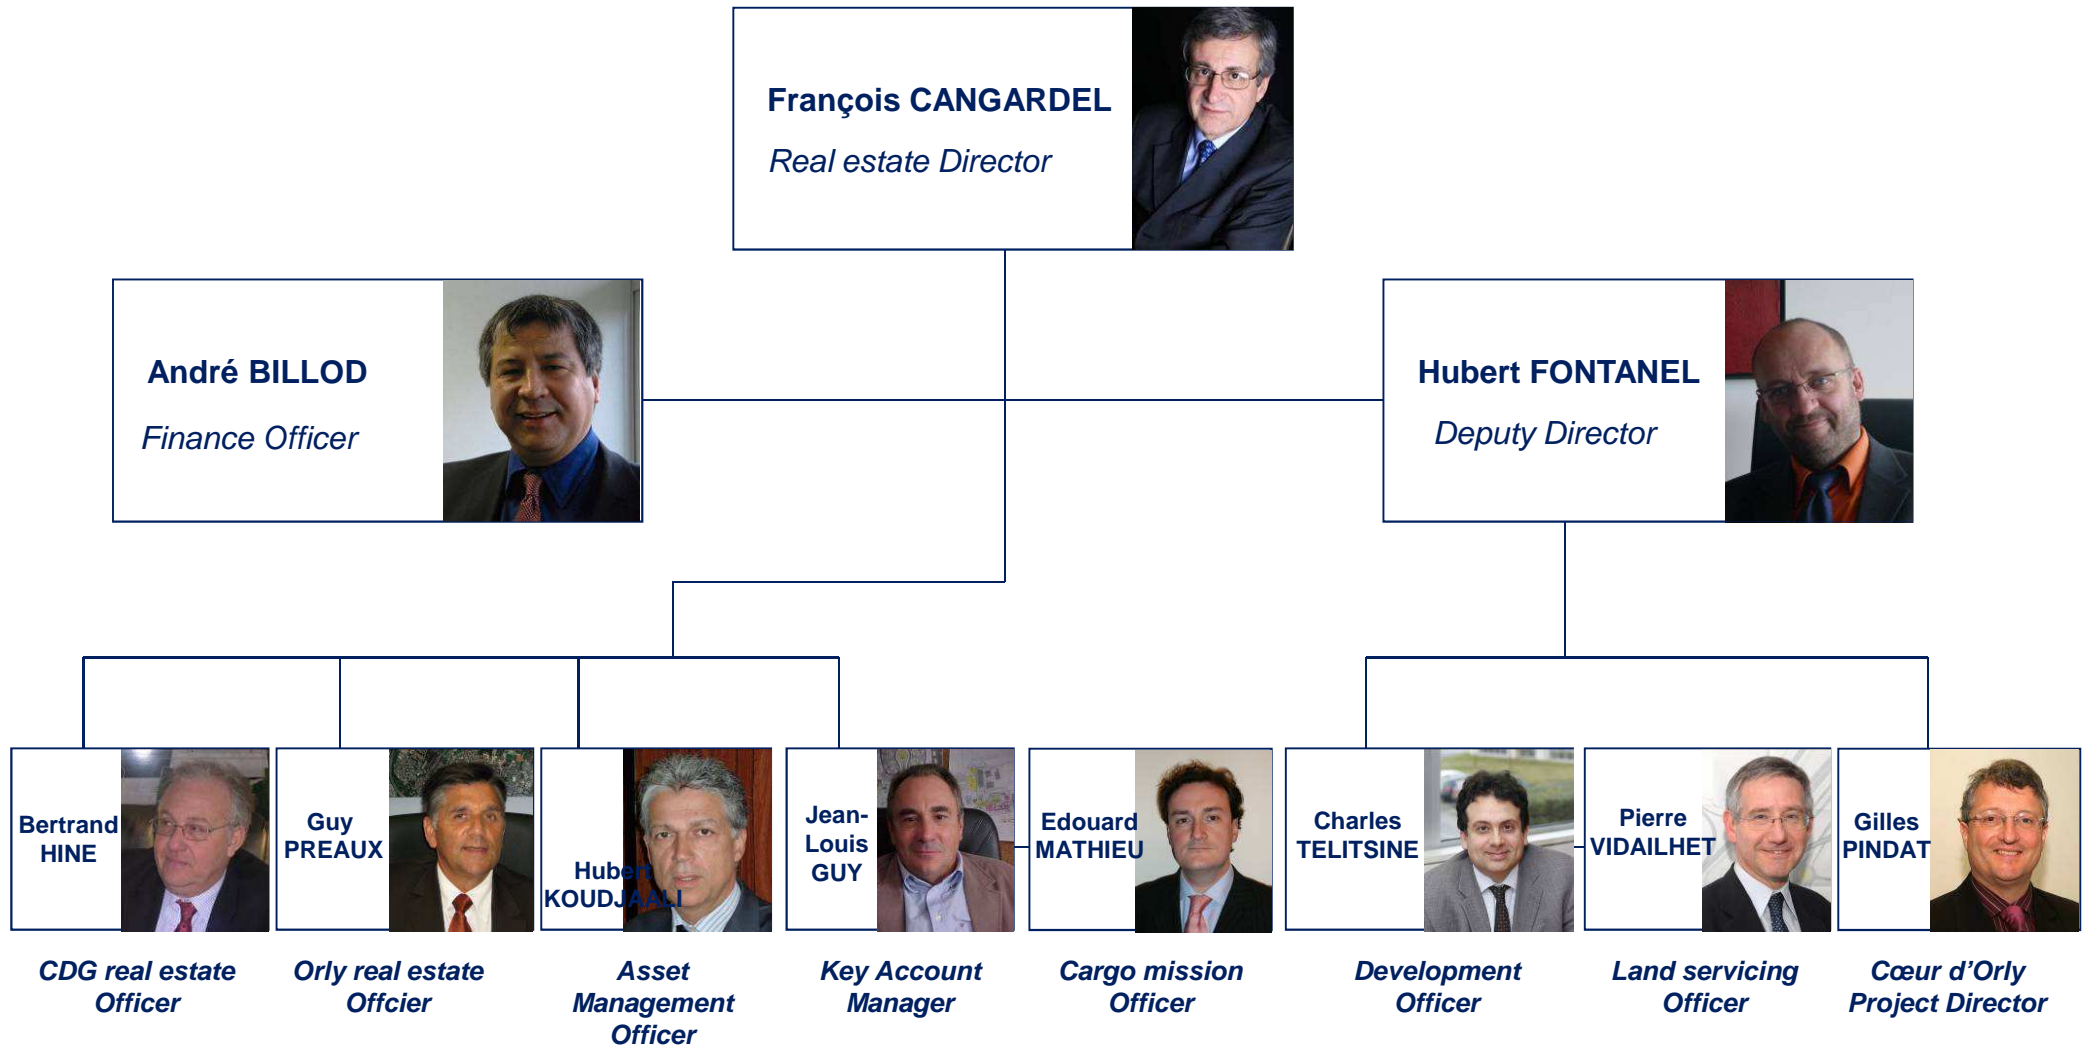 François CANGARDEL
Real estate Director
André BILLOD
Finance Officer
Hubert FONTANEL
Deputy Director
Bertrand
HINE
Guy
PREAUX
Hubert
KOUDJAALI
Jean-
Louis
GUY
Edouard
MATHIEU
Charles
TELITSINE
Pierre
VIDAILHET
Gilles
PINDAT
CDG real estate
Officer
Orly real estate
Offcier
Asset
Management
Officer
Key Account
Manager
Cargo mission
Officer
Development
Officer
Land servicing
Officer
Cœur d’Orly
Project Director